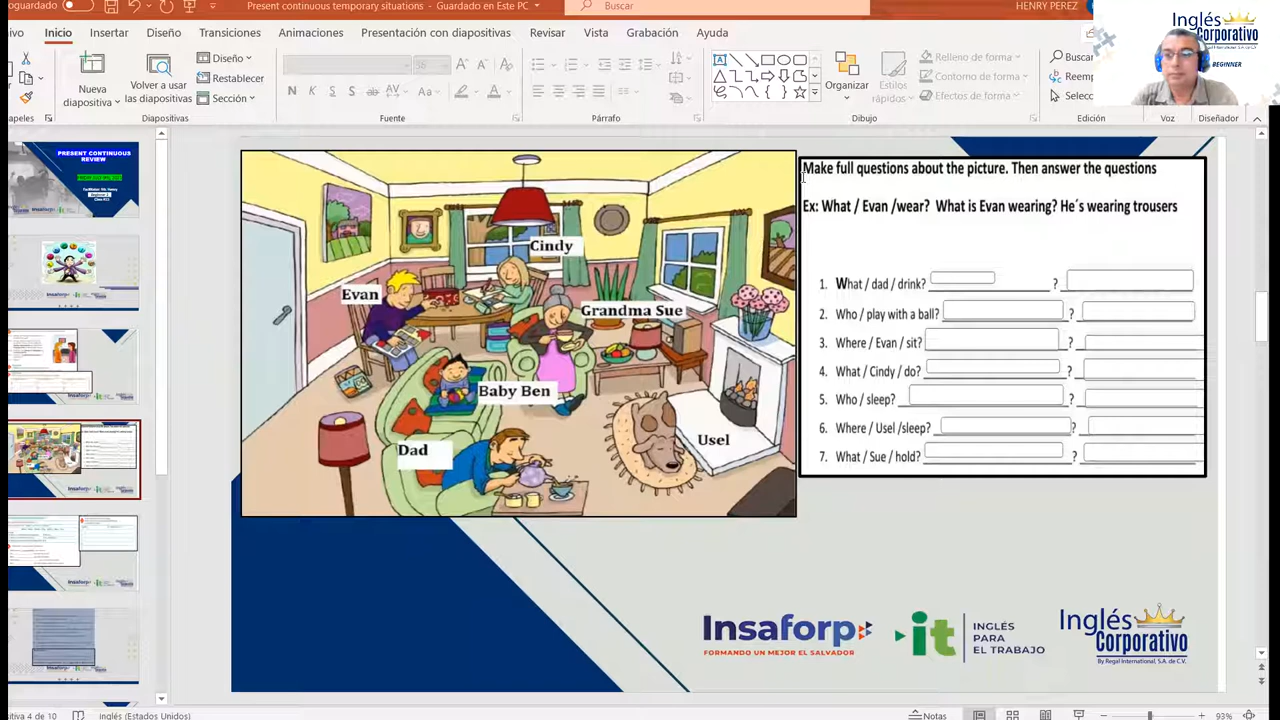 oguardado
Present continuous temporary situations - Guardado en Este PC
Buscar
HENRY PEREZ
Inicio
Insertar
Diseño
Transiciones
Animaciones
Presentación con diapositivas
Revisar
Vista
Grabación
Ayuda
Nueva diapositiva
Volver a usar las diapositivas
Diseño
Restablecer
Sección
Aa
Organizar
Estilos rápidos
Relleno de forma
Contorno de forma
Efectos de forma
Buscar
Reemp
Selecc
apeles
Diapositivas
Fuente
Párrafo
Dibujo
Edición
Voz
Diseñador
Inglés
Corporativo
BEGINNER
PRESENT CONTINUOUS
REVIEW
Cindy
Evan
Grandma Sue
Baby Ben
Dad
Usel
Make full questions about the picture. Then answer the questions
Ex: What / Evan /wear? What is Evan wearing? He´s wearing trousers
1. What / dad / drink? ?
2. Who / play with a ball? ?
3. Where / Evan / sit? ?
4. What / Cindy / do? ?
5. Who / sleep? ?
6. Where / Usel /sleep? ?
7. What / Sue / hold? ?
Insaforp
FORMANDO UN MEJOR EL SALVADOR
it
INGLÉS
PARA
EL TRABAJO
Inglés
Corporativo
By Regal International, S.A. de C.V.
sitiva 4 de 10
Inglés (Estados Unidos)
Notas
93%